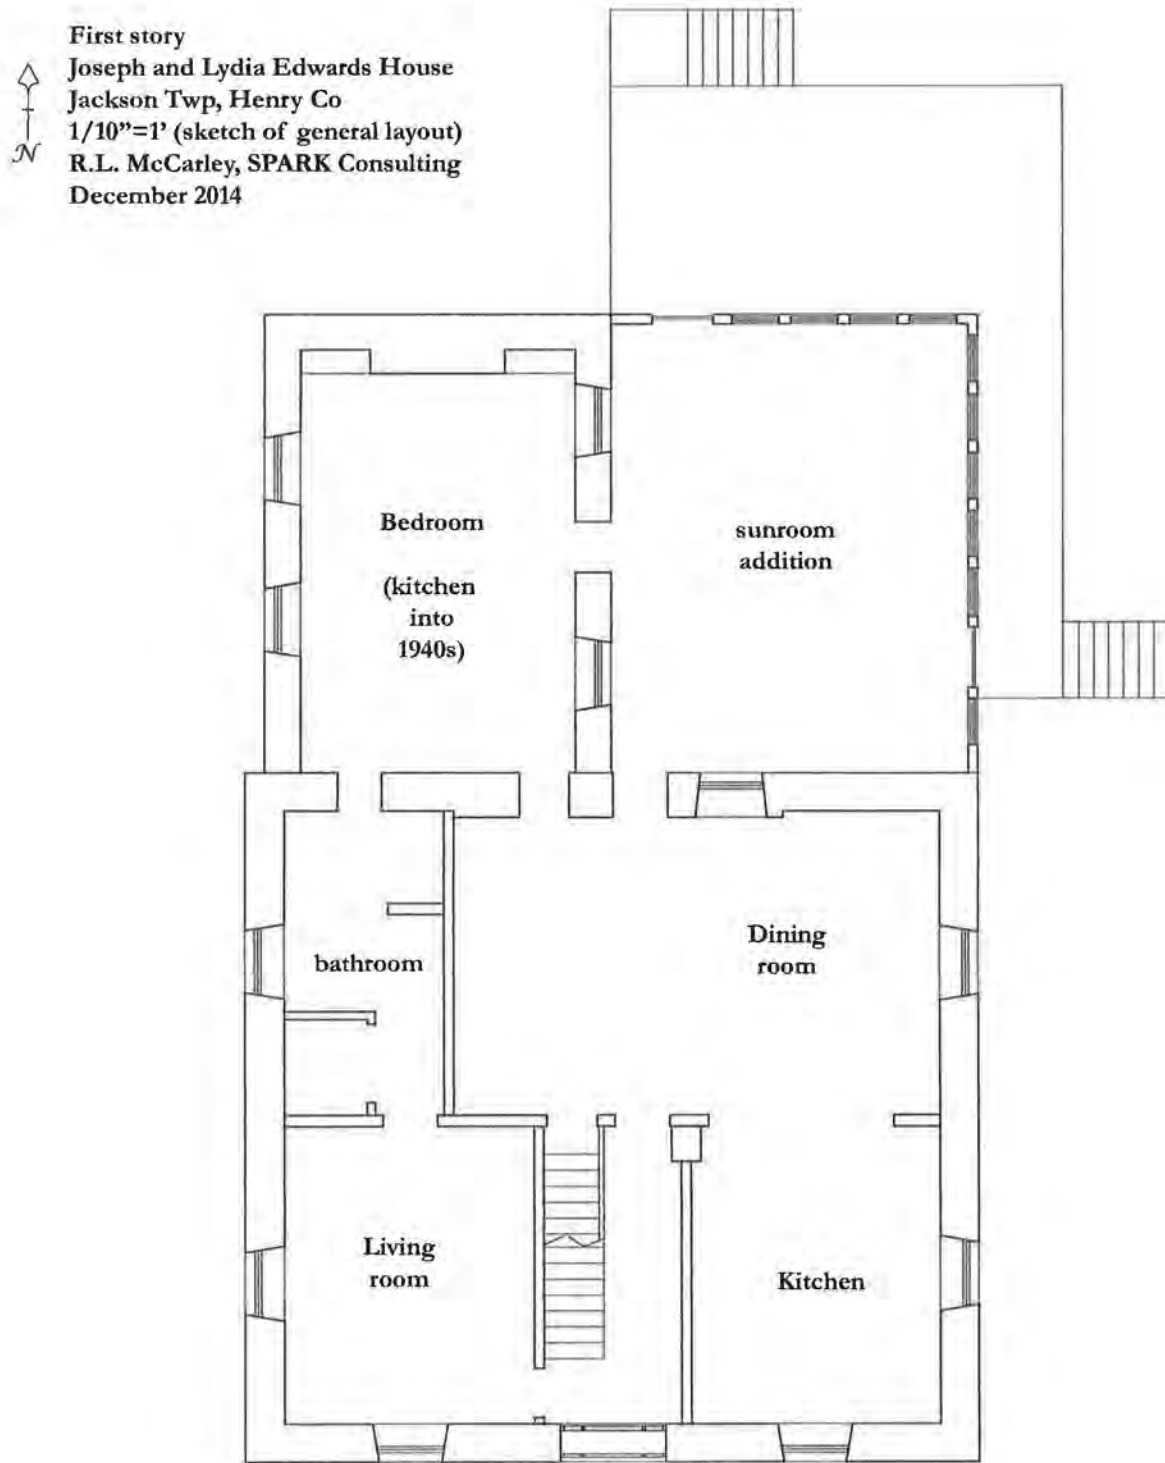 First story
Joseph and Lydia Edwards House
Jackson Twp, Henry Co
1/10”=1’ (sketch of general layout)
R.L. McCarley, SPARK Consulting
December 2014
N
Bedroom
(kitchen
into
1940s)
sunroom
addition
bathroom
Dining
room
Living
room
Kitchen